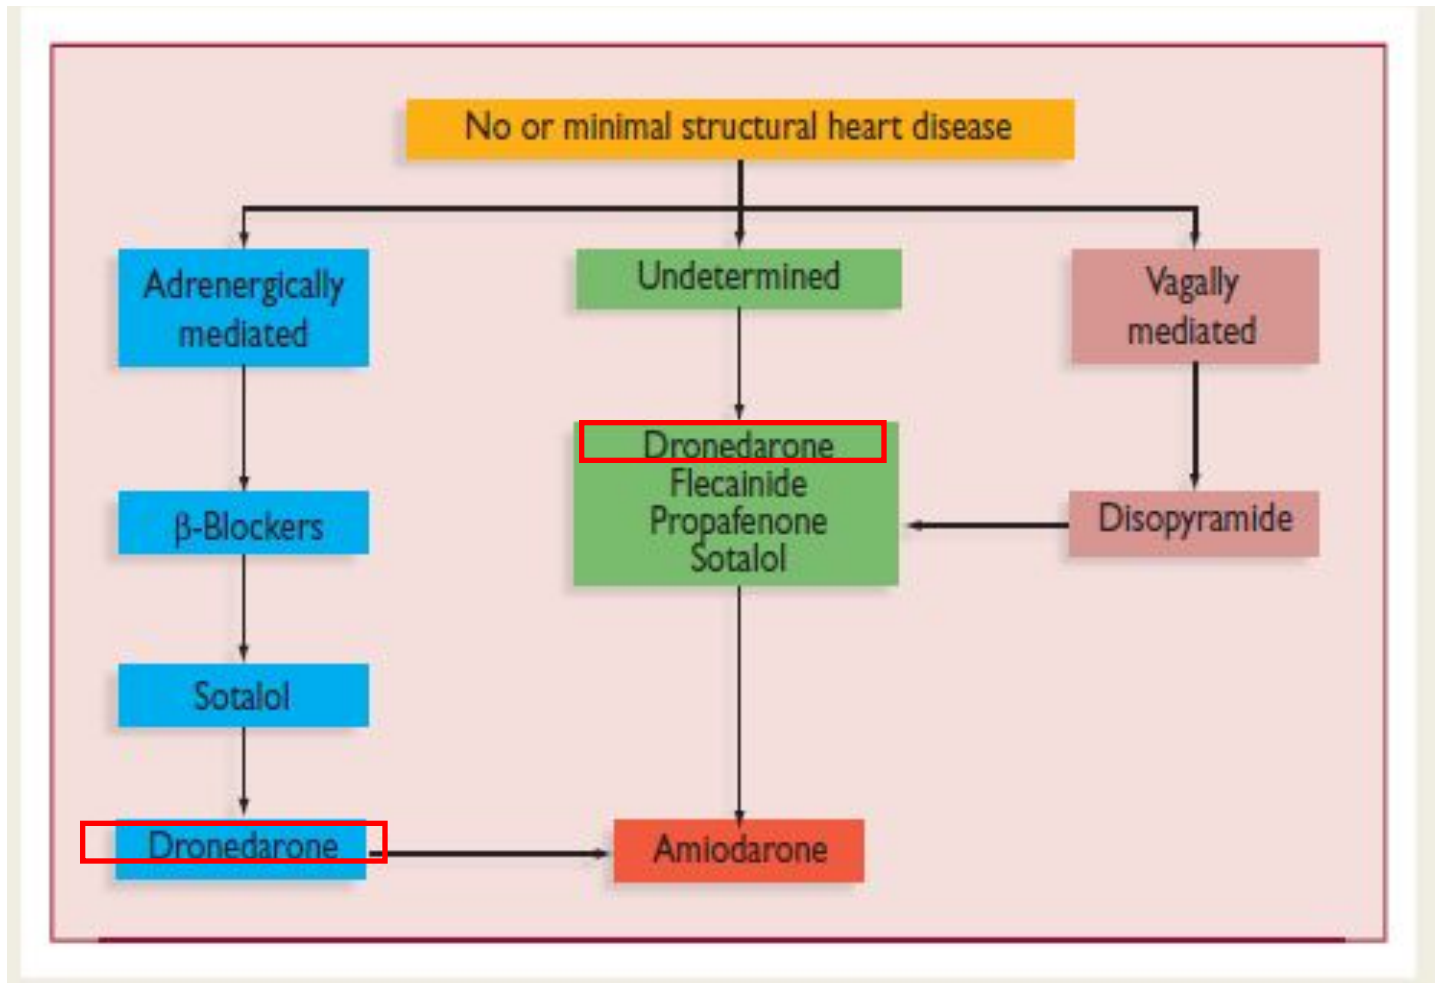 No or minimal structural heart disease
Adrenergically
mediated
Undetermined
Vagally
mediated
Dronedarone
Flecainide
Propafenone
Sotalol
β-Blockers
Disopyramide
Sotalol
Dronedarone
Amiodarone